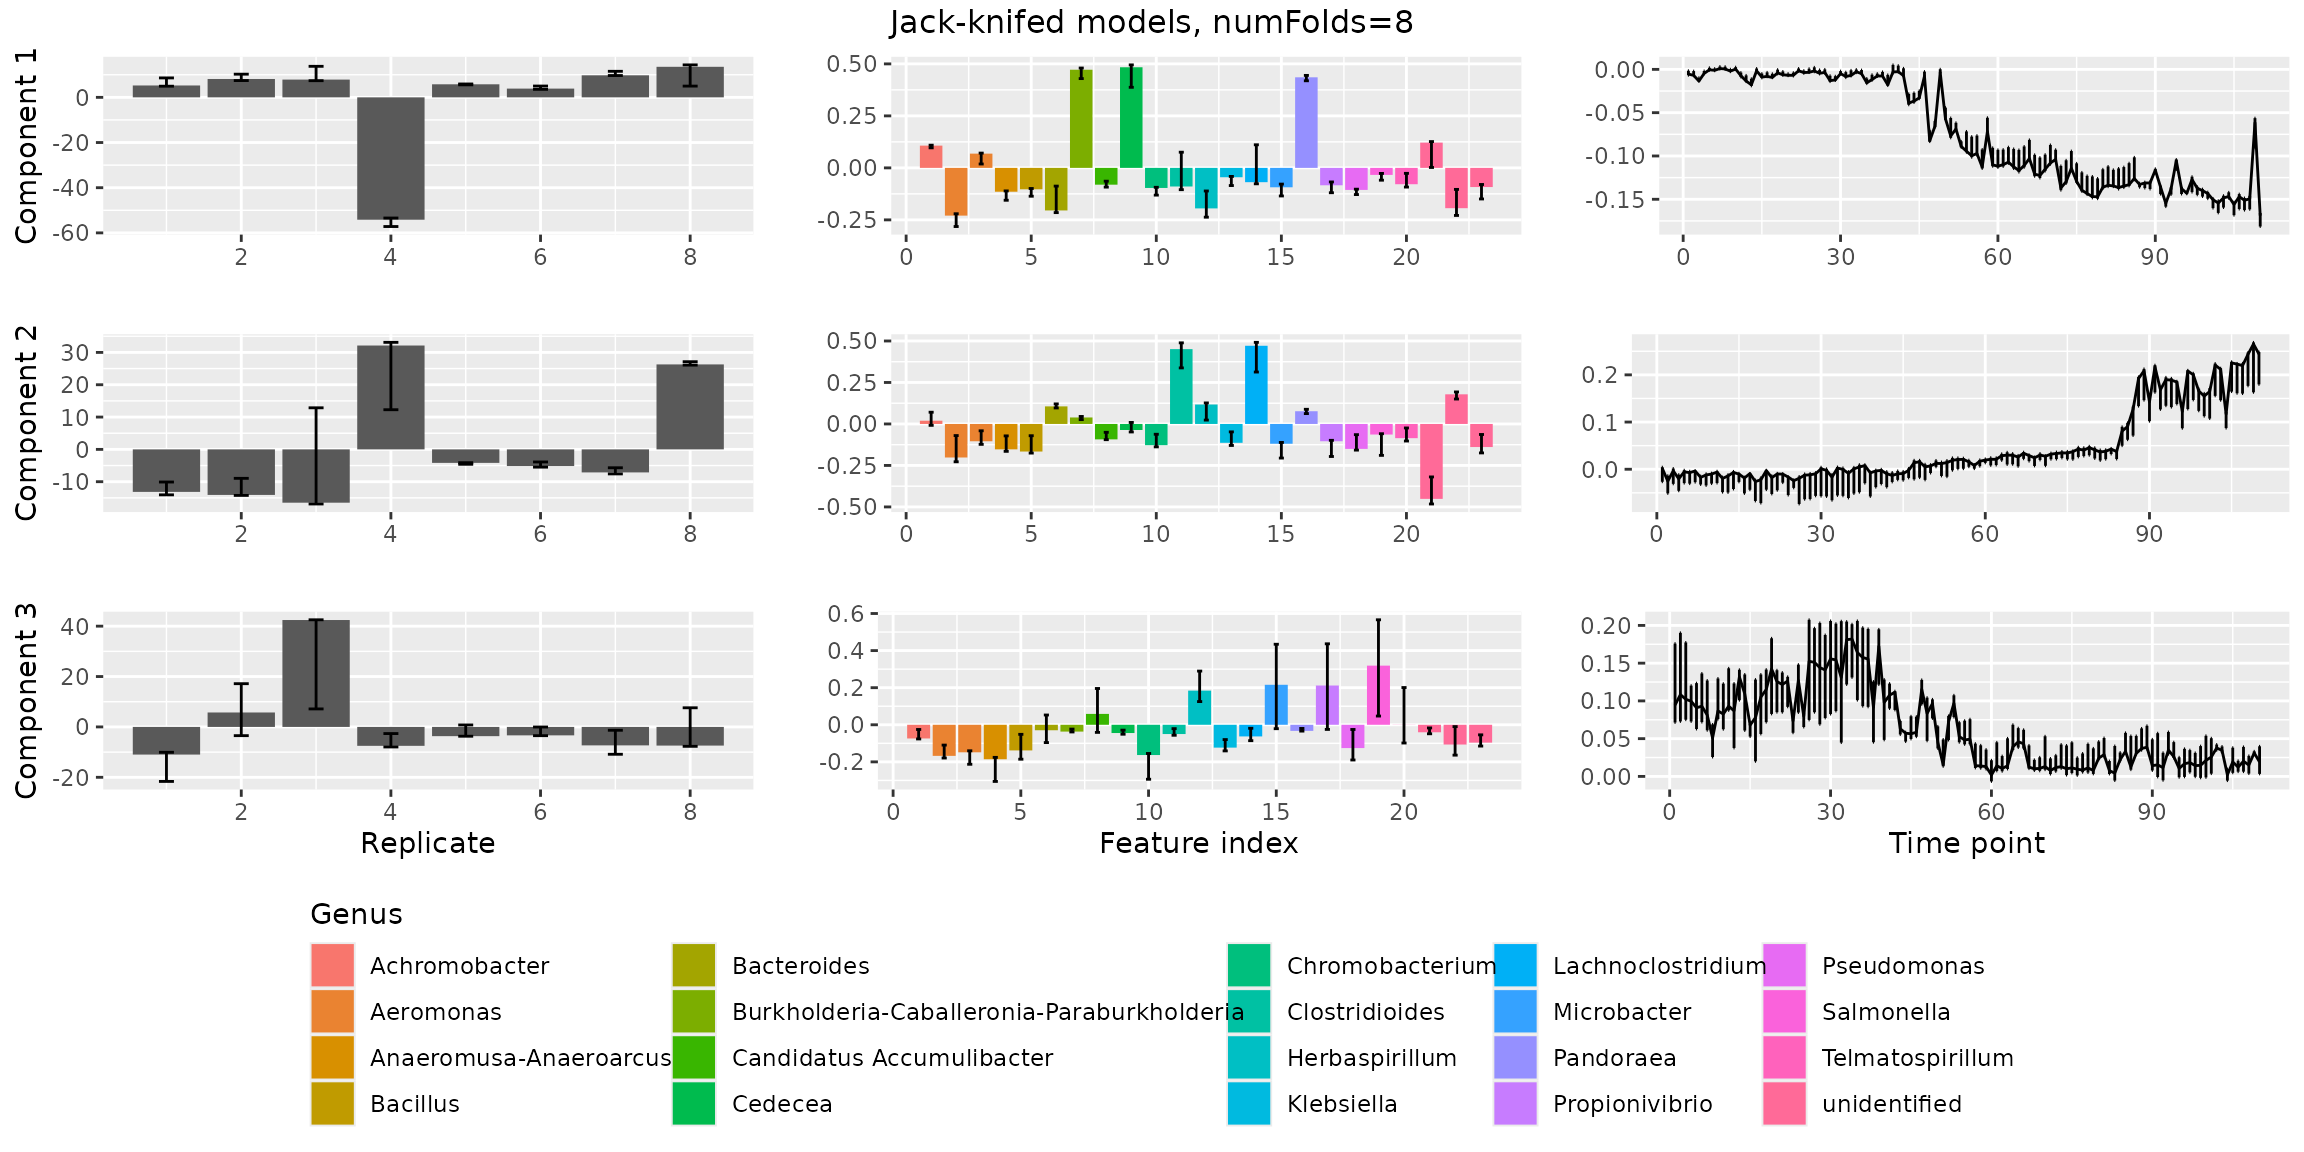 Jack-knifed models, numFolds=8
Component 1
0
-20
-40
-60
2 4 6 8
0.50
0.25
0.00
-0.25
0 5 10 15 20
0.00
-0.05
-0.10
-0.15
0 30 60 90
Component 2
30
20
10
0
-10
2 4 6 8
0.50
0.25
0.00
-0.25
-0.50
0 5 10 15 20
0.2
0.1
0.0
0 30 60 90
Component 3
40
20
0
-20
2 4 6 8
Replicate
0.6
0.4
0.2
0.0
-0.2
0 5 10 15 20
Feature index
0.20
0.15
0.10
0.05
0.00
0 30 60 90
Time point
Genus
Achromobacter
Aeromonas
Anaeromusa-Anaeroarcus
Bacillus
Bacteroides
Burkholderia-Caballeronia-Paraburkholderia
Candidatus Accumulibacter
Cedecea
Chromobacterium
Clostridioides
Herbaspirillum
Klebsiella
Lachnoclostridium
Microbacter
Pandoraea
Propionivibrio
Pseudomonas
Salmonella
Telmatospirillum
unidentified